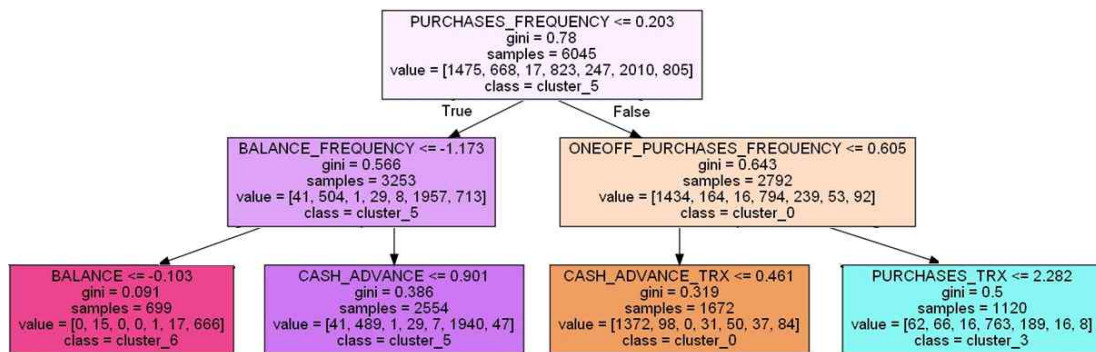 PURCHASES_FREQUENCY <= 0.203
gini = 0.78
samples = 6045
value = [1475, 668, 17, 823, 247, 2010, 805]
class = cluster_5
True
False
BALANCE_FREQUENCY <= -1.173
gini = 0.566
samples = 3253
value = [41, 504, 1, 29, 8, 1957, 713]
class = cluster_5
ONEOFF_PURCHASES_FREQUENCY <= 0.605
gini = 0.643
samples = 2792
value = [1434, 164, 16, 794, 239, 53, 92]
class = cluster_0
BALANCE <= -0.103
gini = 0.091
samples = 699
value = [0, 15, 0, 0, 1, 17, 666]
class = cluster_6
CASH_ADVANCE <= 0.901
gini = 0.386
samples = 2554
value = [41, 489, 1, 29, 7, 1940, 47]
class = cluster_5
CASH_ADVANCE_TRX <= 0.461
gini = 0.319
samples = 1672
value = [1372, 98, 0, 31, 50, 37, 84]
class = cluster_0
PURCHASES_TRX <= 2.282
gini = 0.5
samples = 1120
value = [62, 66, 16, 763, 189, 16, 8]
class = cluster_3